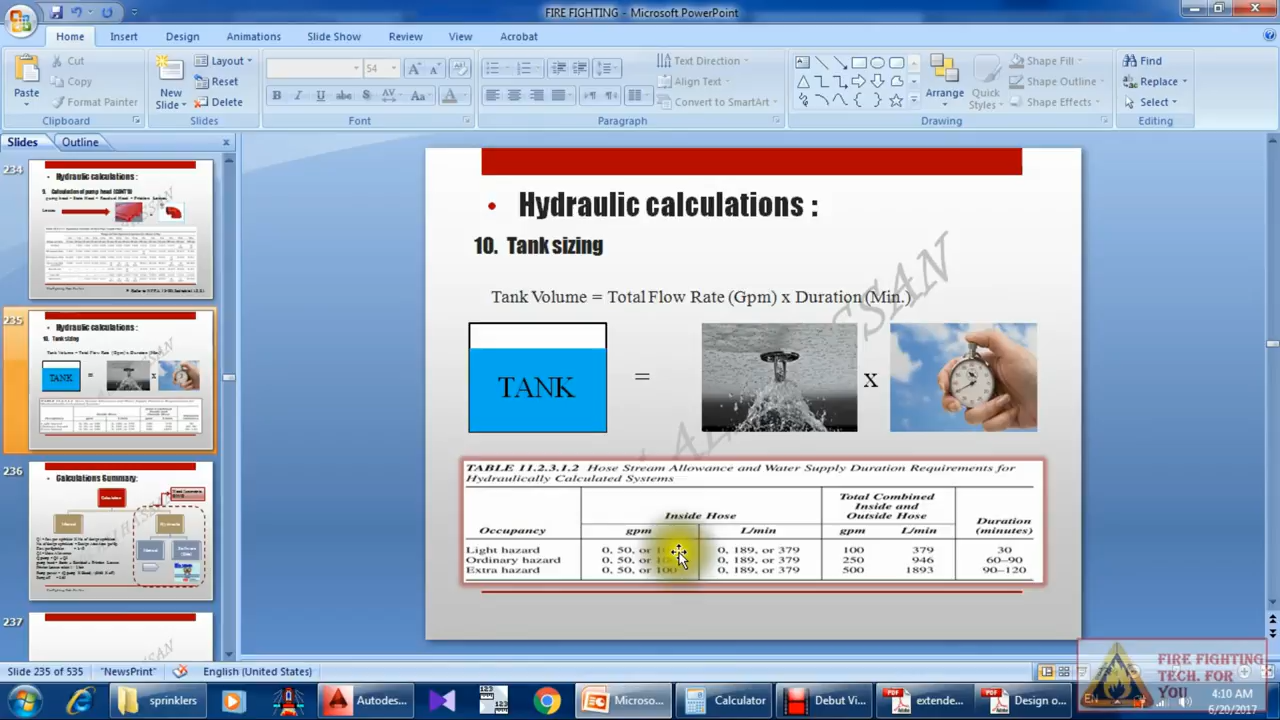 FIRE FIGHTING - Microsoft PowerPoint
Home Insert Design Animations Slide Show Review View Acrobat
Paste
Cut
Copy
Format Painter
Clipboard
New Slide
Layout
Reset
Delete
Slides
54
Font
Text Direction
Align Text
Convert to SmartArt
Paragraph
Arrange
Quick Styles
Shape Fill
Shape Outline
Shape Effects
Drawing
Find
Replace
Select
Editing
Slides Outline
234
Hydraulic calculations :
235
Hydraulic calculations :
10. Tank sizing
TANK = x
236
Calculations Summary:
237
• Hydraulic calculations :
10. Tank sizing
Tank Volume = Total Flow Rate (Gpm) x Duration (Min.)
TANK = x
TABLE 11.2.3.1.2 Hose Stream Allowance and Water Supply Duration Requirements for
Hydraulically Calculated Systems
Occupancy Inside Hose gpm L/min Total Combined Inside and Outside Hose gpm L/min Duration (minutes)
Light hazard 0, 50, or 0, 189, or 379 100 379 30
Ordinary hazard 0, 50, or 0, 189, or 379 250 946 60–90
Extra hazard 0, 50, or 100 0, 189, or 379 500 1893 90–120
Slide 235 of 535 "NewsPrint" English (United States)
FIRE FIGHTING
TECH. FOR
YOU
sprinklers
Autodes...
Microso...
Calculator
Debut Vi...
extende...
Design o...
EN
4:10 AM
6/20/2017